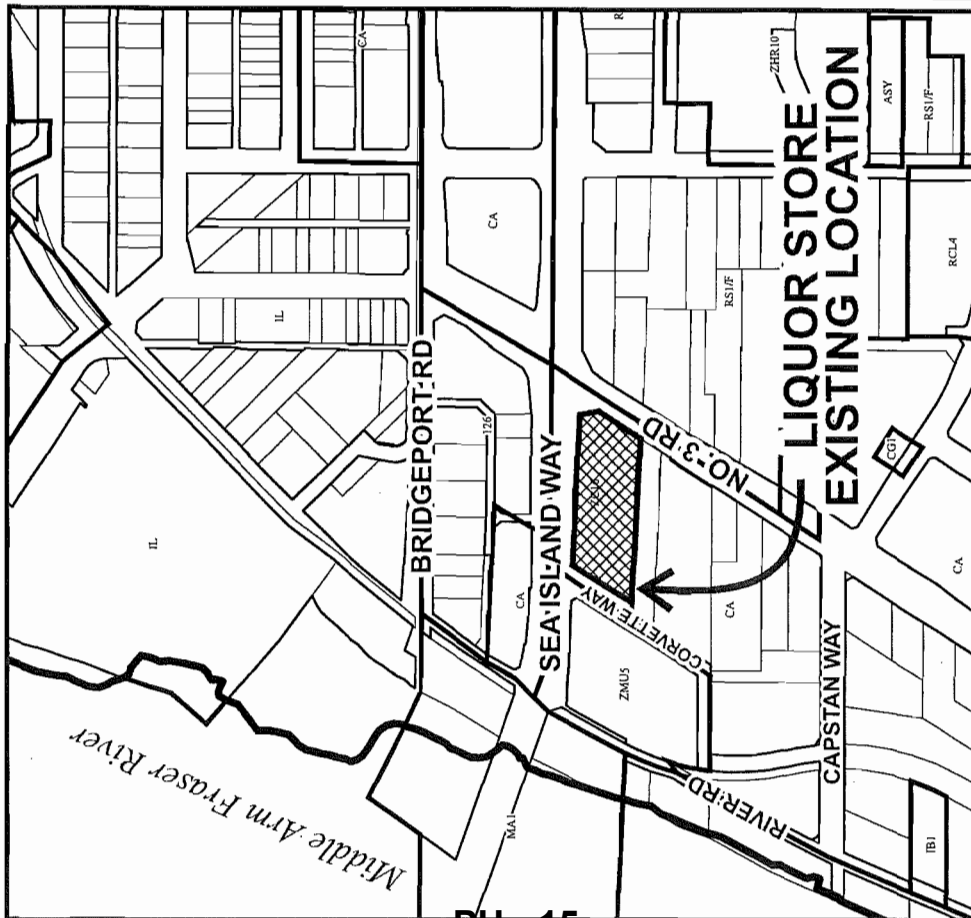 CA
R
ZHR10
ASY
RS1/F
CA
RS1/F
RCL4
IL
IL
BRIDGEPORT RD
126
CA
SEA ISLAND WAY
NO. 3 RD
LIQUOR STORE
EXISTING LOCATION
CG1
CA
CORVETTE WAY
CA
ZMU5
CAPSTAN WAY
RIVER RD
MA1
IB1
Middle Arm Fraser River